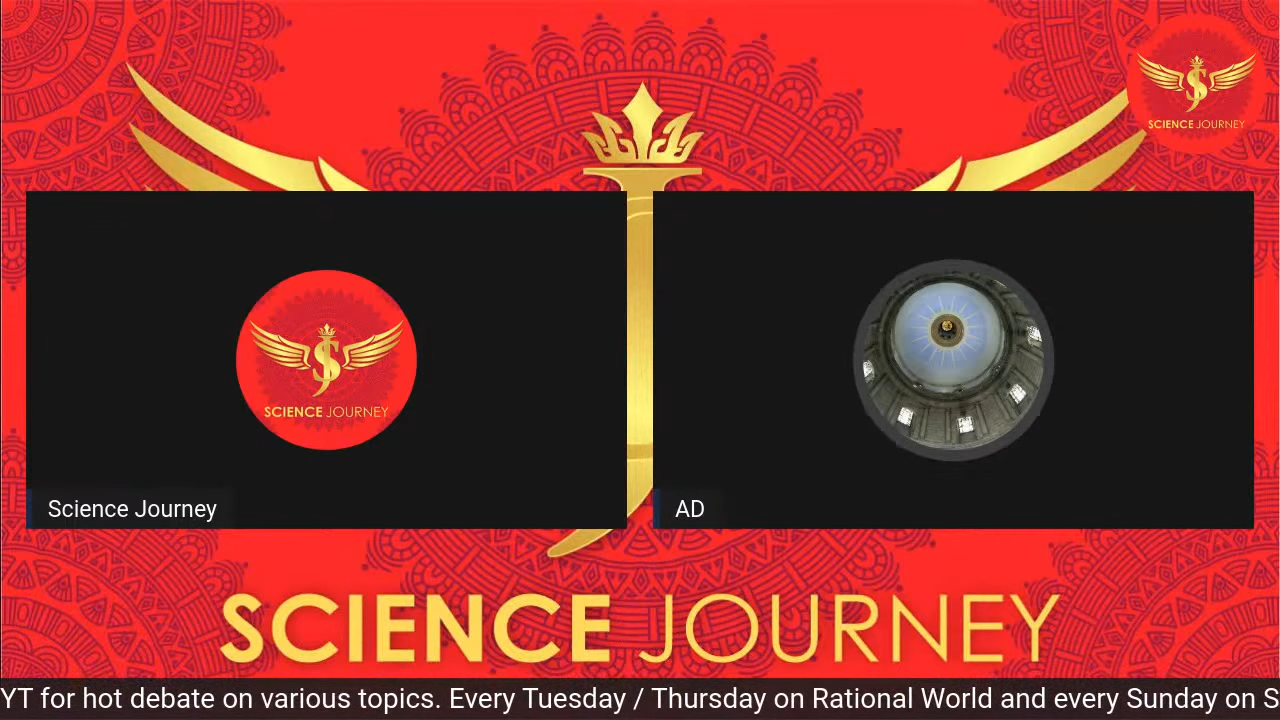 SCIENCE JOURNEY
SCIENCE JOURNEY
Science Journey
AD
SCIENCE JOURNEY
YT for hot debate on various topics. Every Tuesday / Thursday on Rational World and every Sunday on S